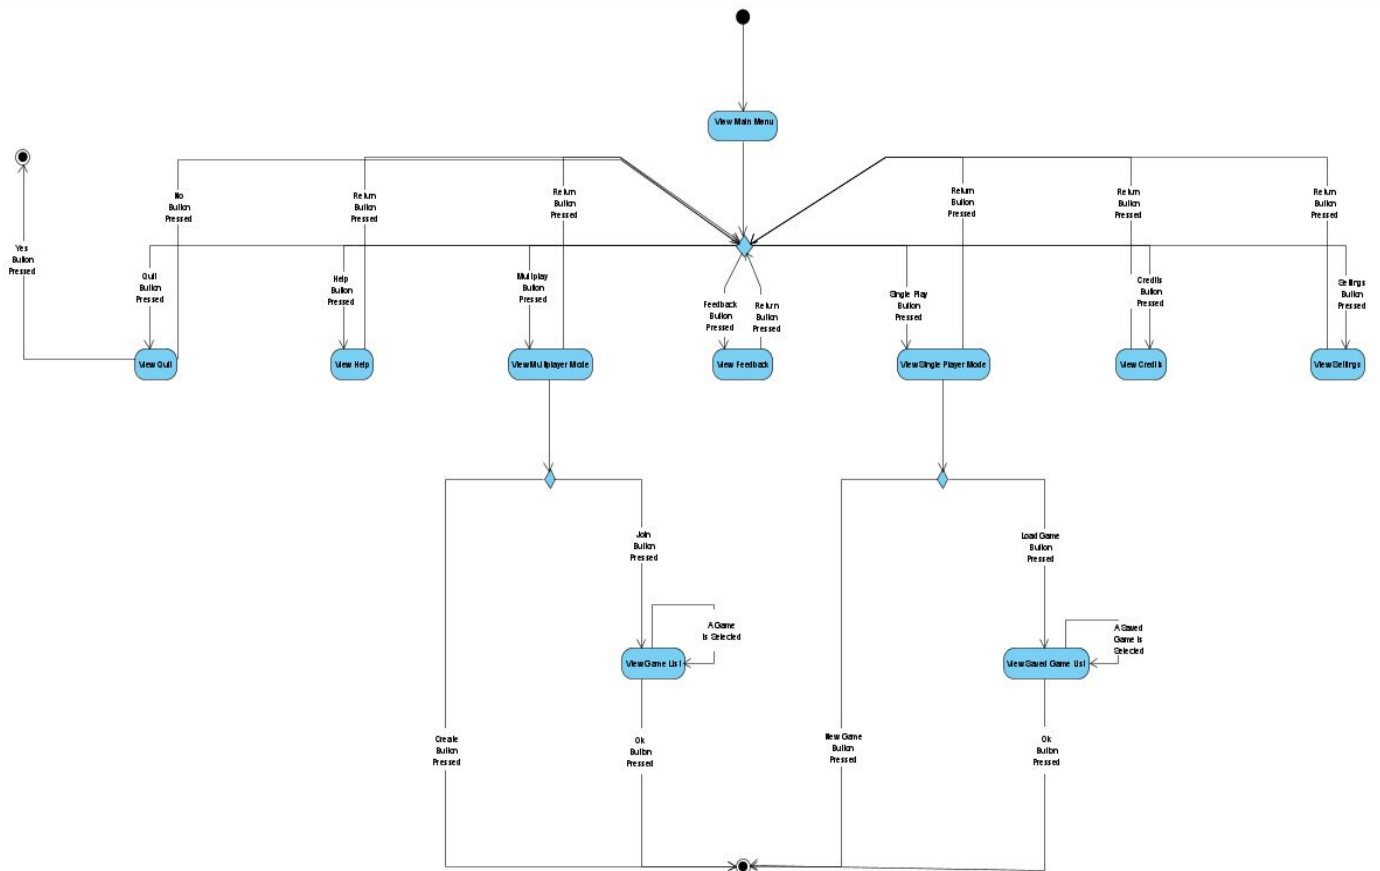 View Main Menu
No
Button
Pressed
Return
Button
Pressed
Return
Button
Pressed
Return
Button
Pressed
Return
Button
Pressed
Return
Button
Pressed
Yes
Button
Pressed
Quit
Button
Pressed
Help
Button
Pressed
Multiplay
Button
Pressed
Feedback
Button
Pressed
Return
Button
Pressed
Single Play
Button
Pressed
Credits
Button
Pressed
Settings
Button
Pressed
View Quit
View Help
View Multiplayer Mode
View Feedback
View Single Player Mode
View Credits
View Settings
Join
Button
Pressed
Load Game
Button
Pressed
A Game
Is Selected
A Saved
Game Is
Selected
View Game List
View Saved Game List
Create
Button
Pressed
Ok
Button
Pressed
New Game
Button
Pressed
Ok
Button
Pressed